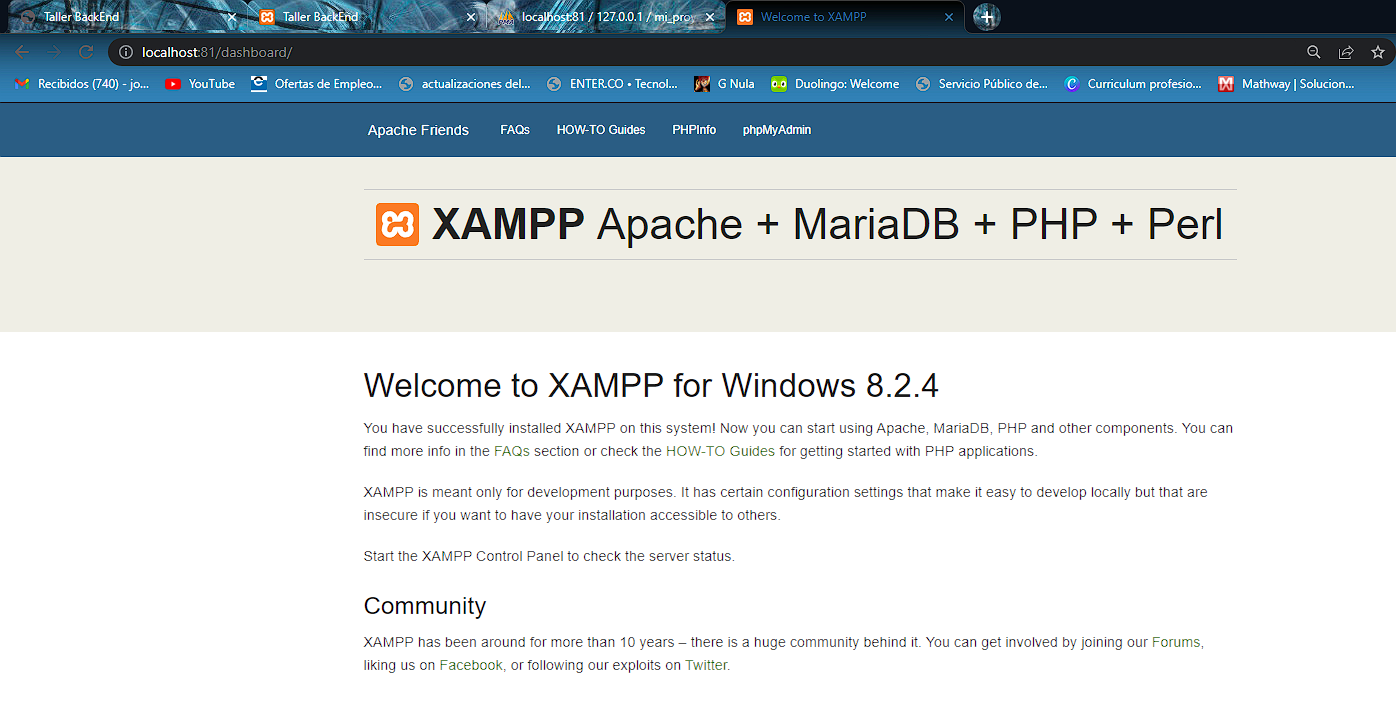 Taller BackEnd
Taller BackEnd
localhost:81 / 127.0.0.1 / mi_proy
Welcome to XAMPP
localhost:81/dashboard/
Recibidos (740) - jo...
YouTube
Ofertas de Empleo...
actualizaciones del...
ENTER.CO • Tecnol...
G Nula
Duolingo: Welcome
Servicio Público de...
Curriculum profesio...
Mathway | Solucion...
Apache Friends
FAQs
HOW-TO Guides
PHPInfo
phpMyAdmin
XAMPP Apache + MariaDB + PHP + Perl
Welcome to XAMPP for Windows 8.2.4
You have successfully installed XAMPP on this system! Now you can start using Apache, MariaDB, PHP and other components. You can
find more info in the FAQs section or check the HOW-TO Guides for getting started with PHP applications.
XAMPP is meant only for development purposes. It has certain configuration settings that make it easy to develop locally but that are
insecure if you want to have your installation accessible to others.
Start the XAMPP Control Panel to check the server status.
Community
XAMPP has been around for more than 10 years – there is a huge community behind it. You can get involved by joining our Forums,
liking us on Facebook, or following our exploits on Twitter.